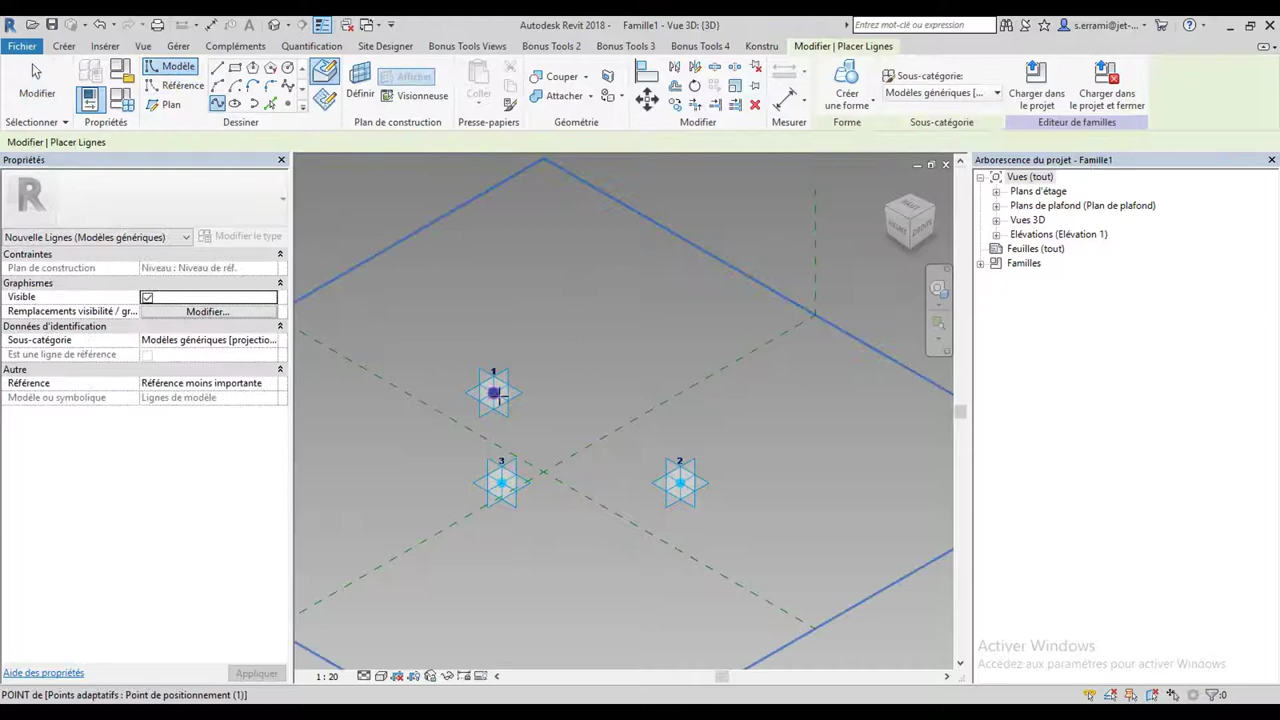 Autodesk Revit 2018 -    Famille1 - Vue 3D: {3D}
Entrez mot-clé ou expression
s.errami@jet-...
Fichier
Créer
Insérer
Vue
Gérer
Compléments
Quantification
Site Designer
Bonus Tools Views
Bonus Tools 2
Bonus Tools 3
Bonus Tools 4
Konstru
Modifier | Placer Lignes
Modifier
Modèle
Référence
Plan
Définir
Afficher
Visionneuse
Coller
Couper
Attacher
Créer
une forme
Sous-catégorie:
Modèles génériques [...
Charger dans
le projet
Charger dans
le projet et fermer
Sélectionner
Propriétés
Dessiner
Plan de construction
Presse-papiers
Géométrie
Modifier
Mesurer
Forme
Sous-catégorie
Editeur de familles
Modifier | Placer Lignes
Propriétés
Nouvelle Lignes (Modèles génériques)
Modifier le type
Contraintes
Plan de construction
Niveau : Niveau de réf.
Graphismes
Visible
Remplacements visibilité / gr...
Modifier...
Données d'identification
Sous-catégorie
Modèles génériques [projectio...
Est une ligne de référence
Autre
Référence
Référence moins importante
Modèle ou symbolique
Lignes de modèle
Aide des propriétés
Appliquer
1
3
2
HAUT
1 : 20
Arborescence du projet - Famille1
Vues (tout)
Plans d'étage
Plans de plafond (Plan de plafond)
Vues 3D
Elévations (Elévation 1)
Feuilles (tout)
Familles
Activer Windows
Accédez aux paramètres pour activer Windows
POINT de [Points adaptatifs : Point de positionnement (1)]
:0